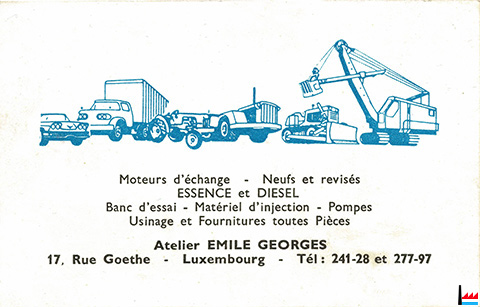 Moteurs d'échange - Neufs et revisés
ESSENCE et DIESEL
Banc d'essai - Matériel d'injection - Pompes
Usinage et Fournitures toutes Pièces
Atelier EMILE GEORGES
17, Rue Goethe - Luxembourg - Tél: 241-28 et 277-97